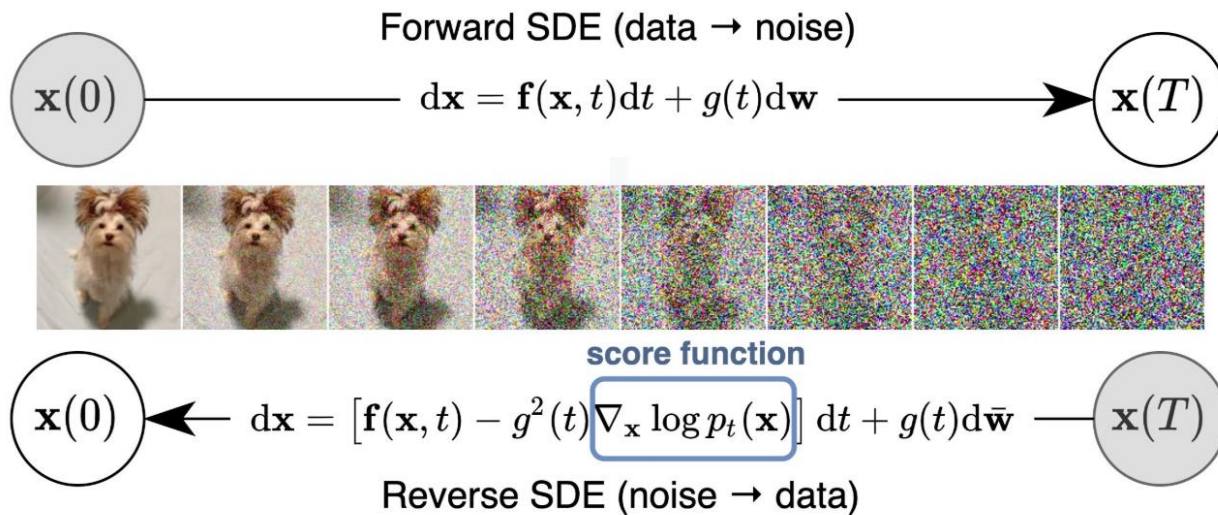 Forward SDE (data → noise)
𝐱(0) d𝐱 = 𝐟(𝐱, t)dt + g(t)d𝐰 𝐱(T)
score function
𝐱(0) d𝐱 = [𝐟(𝐱, t) − g²(t)∇𝐱 log pₜ(𝐱)] dt + g(t)d𝐰̄ 𝐱(T)
Reverse SDE (noise → data)